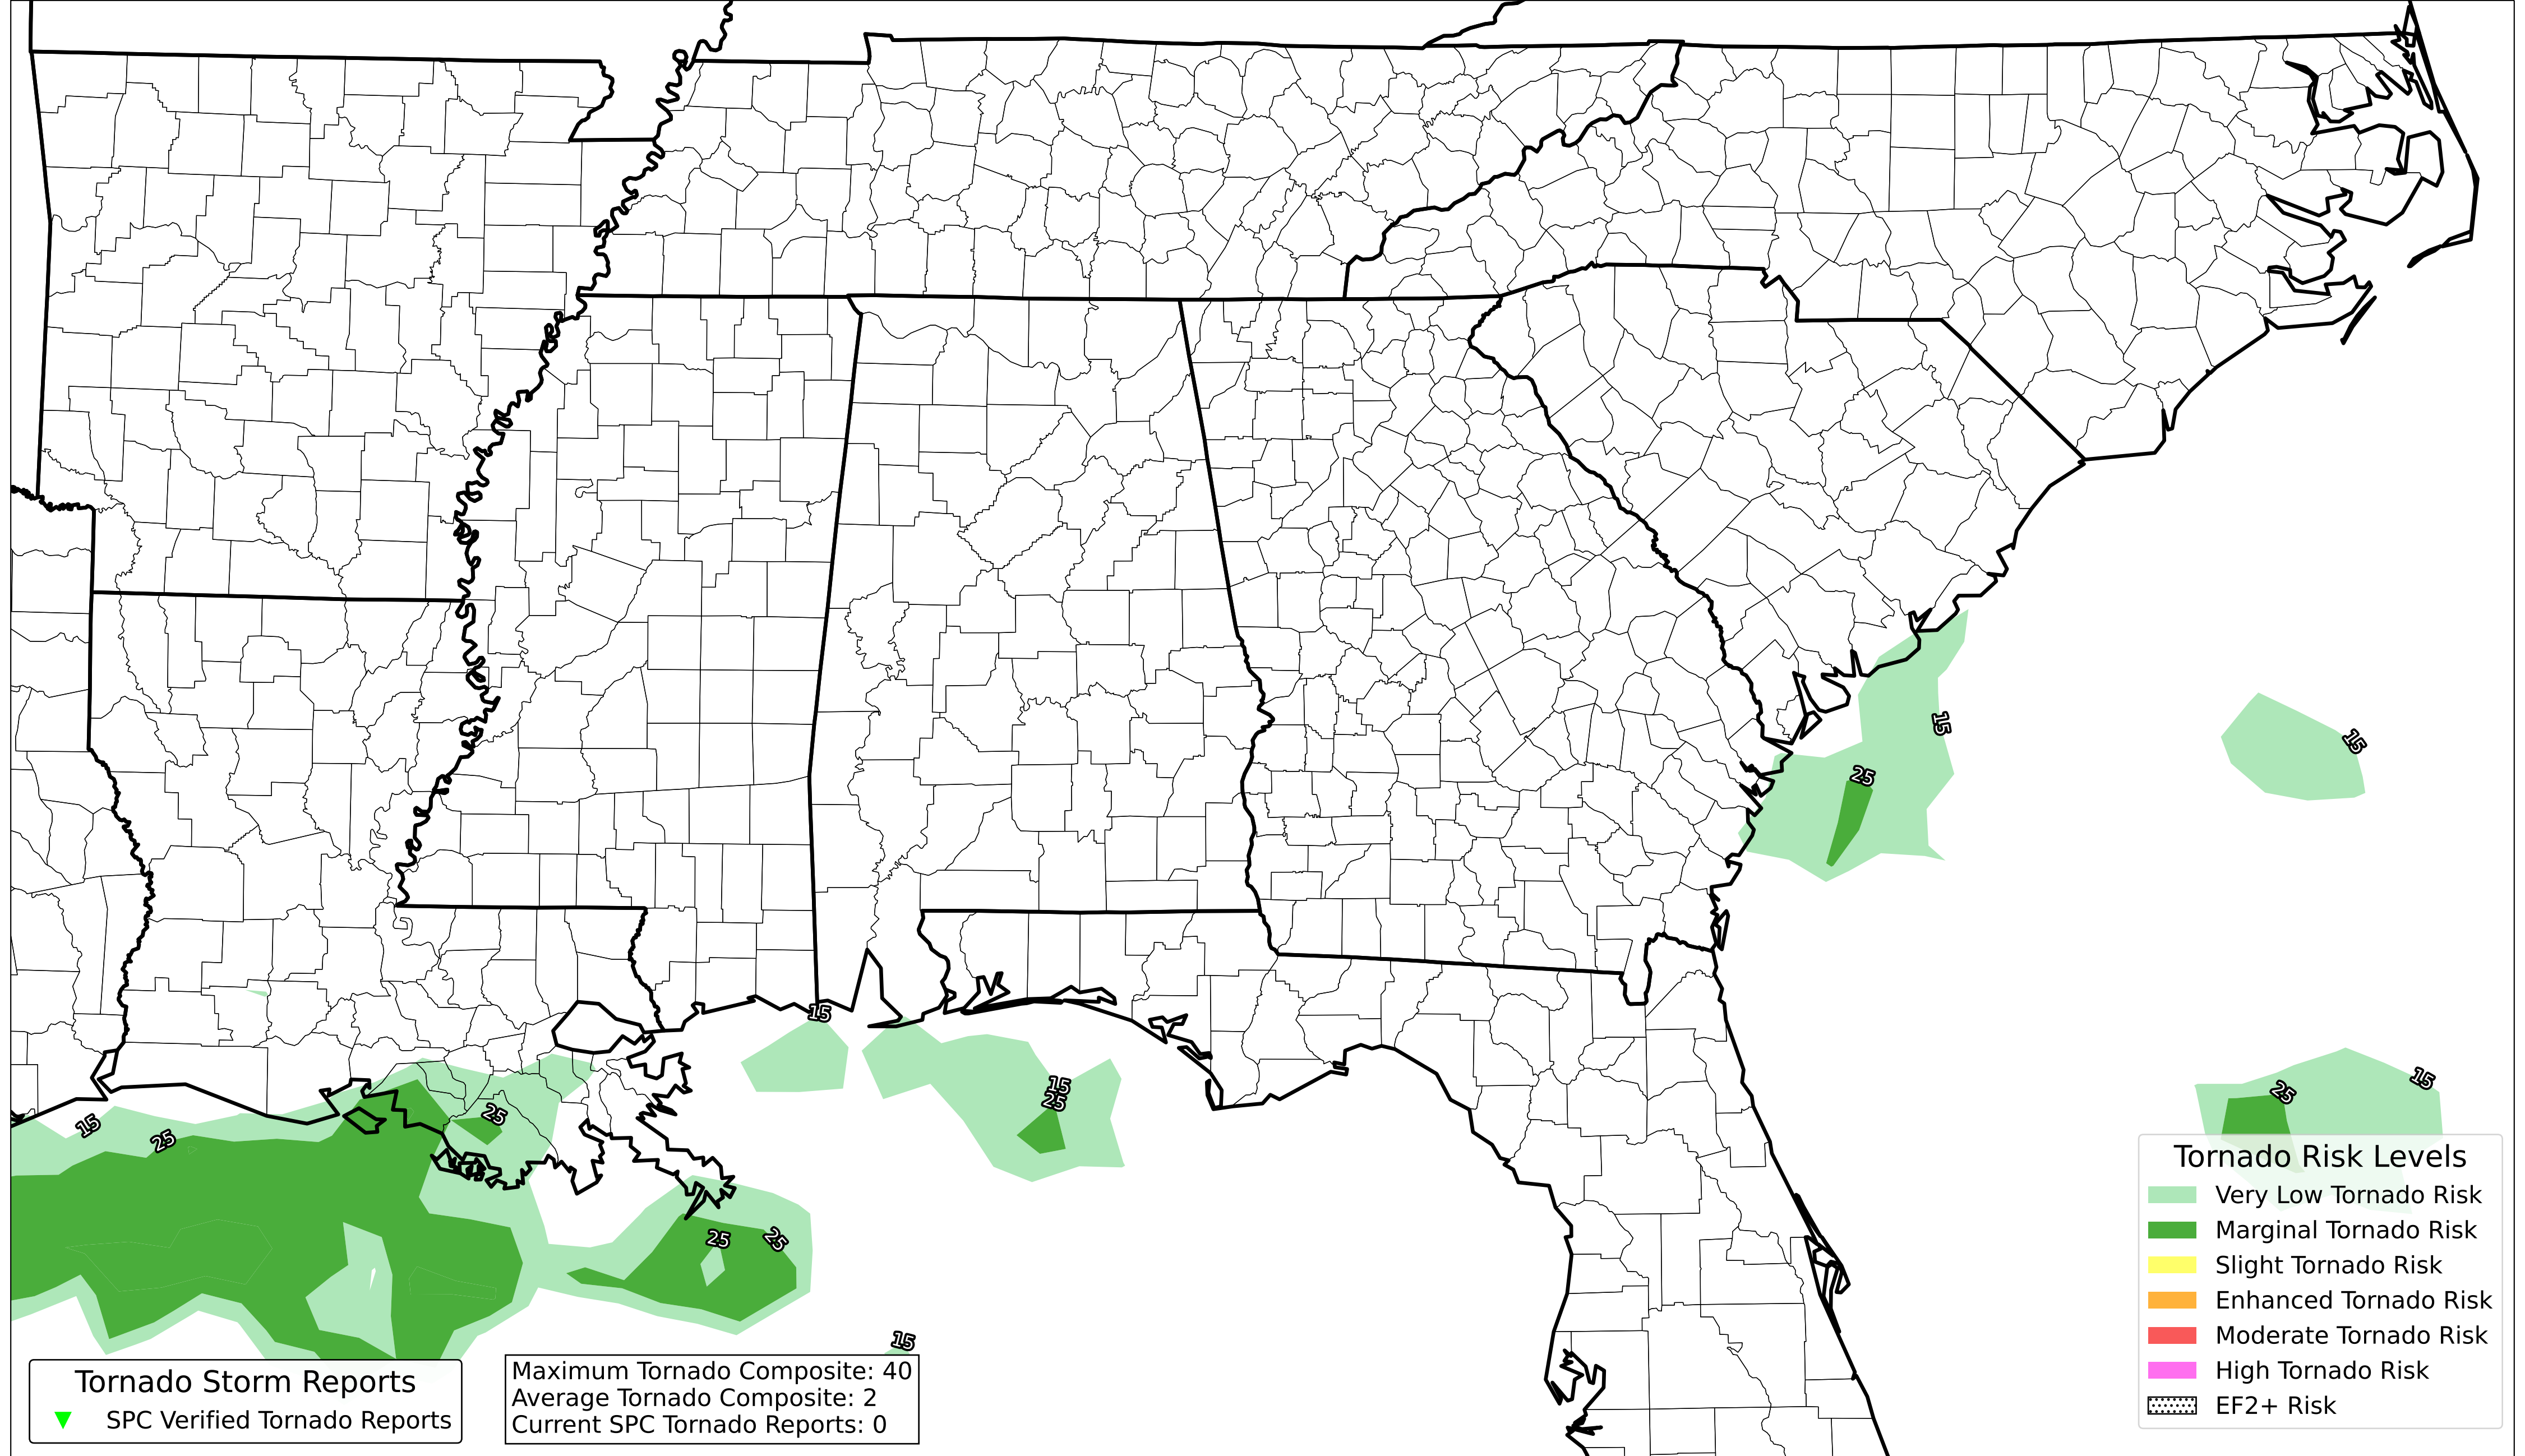 15
15
25
15
15
15
25
15
25
15
25
25
15
25
25
25
15
Tornado Risk Levels
Very Low Tornado Risk
Marginal Tornado Risk
Slight Tornado Risk
Enhanced Tornado Risk
Moderate Tornado Risk
High Tornado Risk
EF2+ Risk
Tornado Storm Reports
SPC Verified Tornado Reports
Maximum Tornado Composite: 40
Average Tornado Composite: 2
Current SPC Tornado Reports: 0